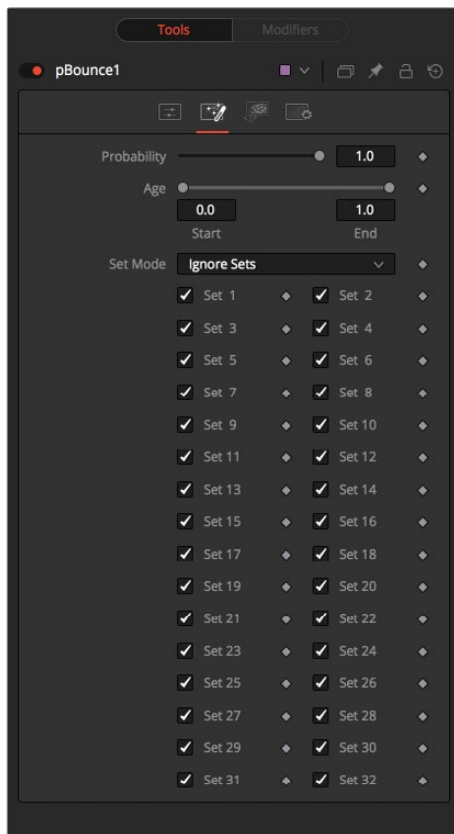 Tools Modifiers
pBounce1
Probability 1.0
Age
0.0 1.0
Start End
Set Mode Ignore Sets
Set 1 Set 2
Set 3 Set 4
Set 5 Set 6
Set 7 Set 8
Set 9 Set 10
Set 11 Set 12
Set 13 Set 14
Set 15 Set 16
Set 17 Set 18
Set 19 Set 20
Set 21 Set 22
Set 23 Set 24
Set 25 Set 26
Set 27 Set 28
Set 29 Set 30
Set 31 Set 32